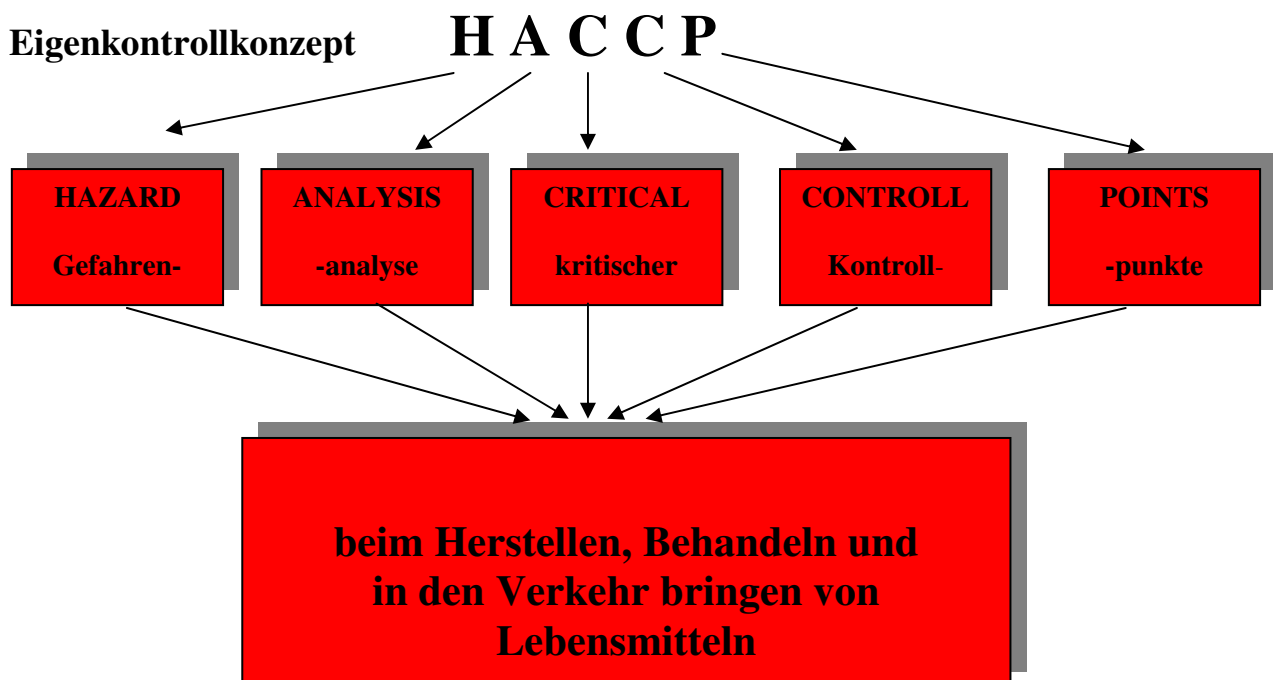 Eigenkontrollkonzept H A C C P
HAZARD
Gefahren-
ANALYSIS
-analyse
CRITICAL
kritischer
CONTROLL
Kontroll-
POINTS
-punkte
beim Herstellen, Behandeln und
in den Verkehr bringen von
Lebensmitteln